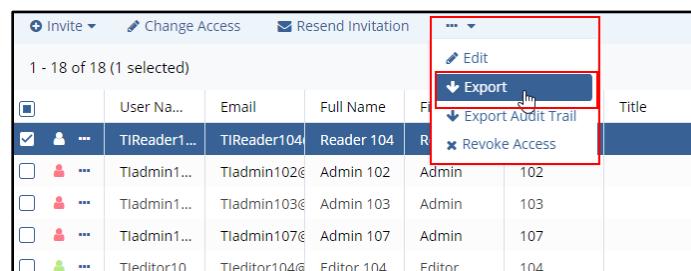 Invite Change Access Resend Invitation ...
1 - 18 of 18 (1 selected)
Edit
Export
Export Audit Trail
Revoke Access
User Na... Email Full Name Fi Title
TIReader1... TIReader104 Reader 104 R
TIadmin1... TIadmin102@ Admin 102 Admin 102
TIadmin1... TIadmin103@ Admin 103 Admin 103
TIadmin1... TIadmin107@ Admin 107 Admin 107
TIeditor10 TIeditor104@ Editor 104 Editor 104